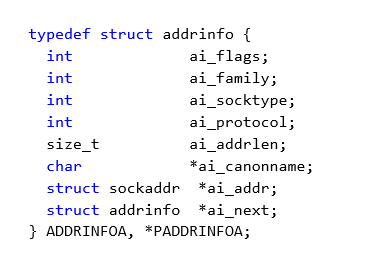 typedef struct addrinfo {
  int             ai_flags;
  int             ai_family;
  int             ai_socktype;
  int             ai_protocol;
  size_t          ai_addrlen;
  char            *ai_canonname;
  struct sockaddr  *ai_addr;
  struct addrinfo  *ai_next;
} ADDRINFOA, *PADDRINFOA;